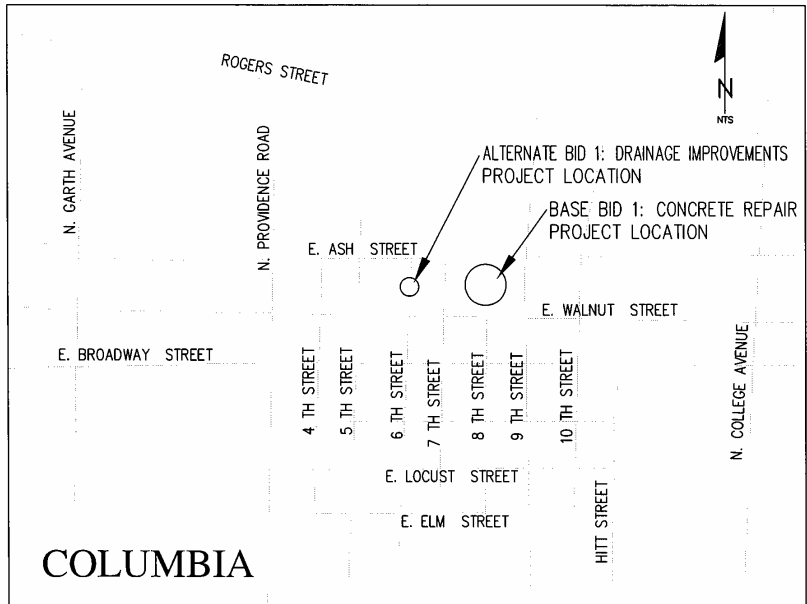 ROGERS STREET
N
NTS
N. GARTH AVENUE
N. PROVIDENCE ROAD
ALTERNATE BID 1: DRAINAGE IMPROVEMENTS
PROJECT LOCATION
BASE BID 1: CONCRETE REPAIR
PROJECT LOCATION
E. ASH STREET
E. WALNUT STREET
E. BROADWAY STREET
4 TH STREET
5 TH STREET
6 TH STREET
7 TH STREET
8 TH STREET
9 TH STREET
10 TH STREET
N. COLLEGE AVENUE
E. LOCUST STREET
E. ELM STREET
HITT STREET
COLUMBIA